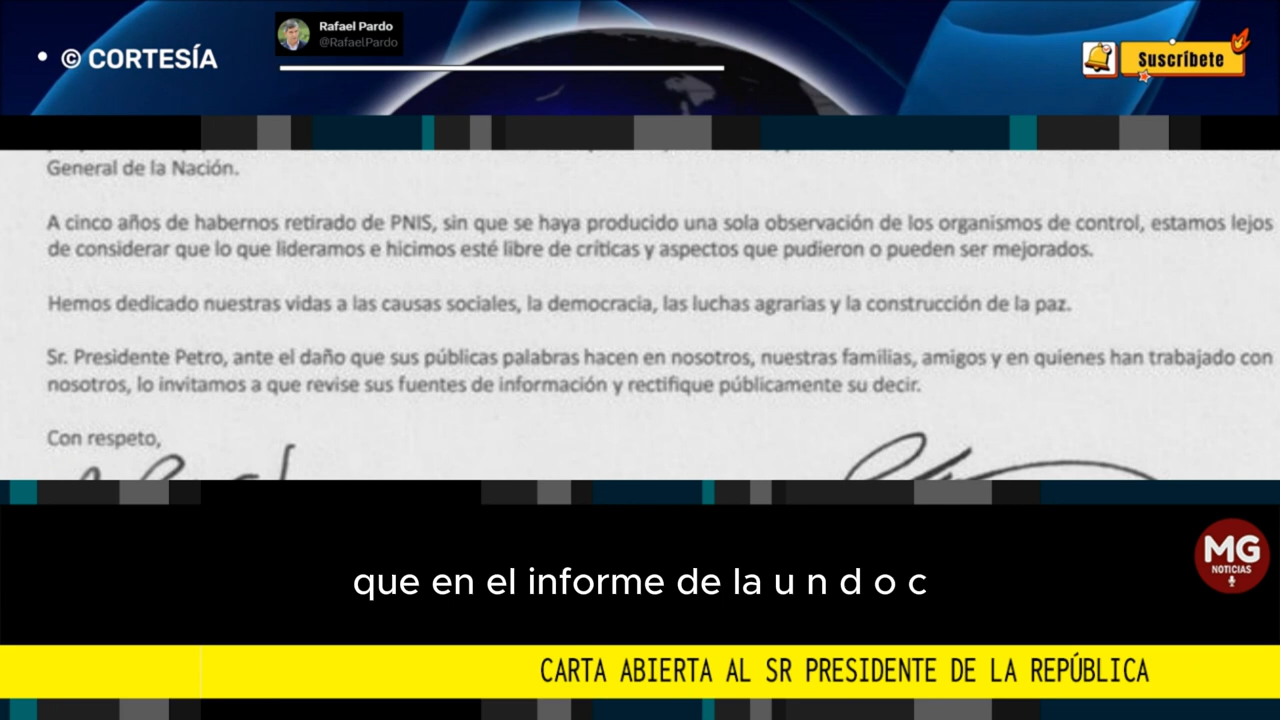 © CORTESÍA
Rafael Pardo
@RafaelPardo
Suscríbete
General de la Nación.
A cinco años de habernos retirado de PNIS, sin que se haya producido una sola observación de los organismos de control, estamos lejos
de considerar que lo que lideramos e hicimos esté libre de críticas y aspectos que pudieron o pueden ser mejorados.
Hemos dedicado nuestras vidas a las causas sociales, la democracia, las luchas agrarias y la construcción de la paz.
Sr. Presidente Petro, ante el daño que sus públicas palabras hacen en nosotros, nuestras familias, amigos y en quienes han trabajado con
nosotros, lo invitamos a que revise sus fuentes de información y rectifique públicamente su decir.
Con respeto,
que en el informe de la u n d o c
MG
NOTICIAS
CARTA ABIERTA AL SR PRESIDENTE DE LA REPÚBLICA